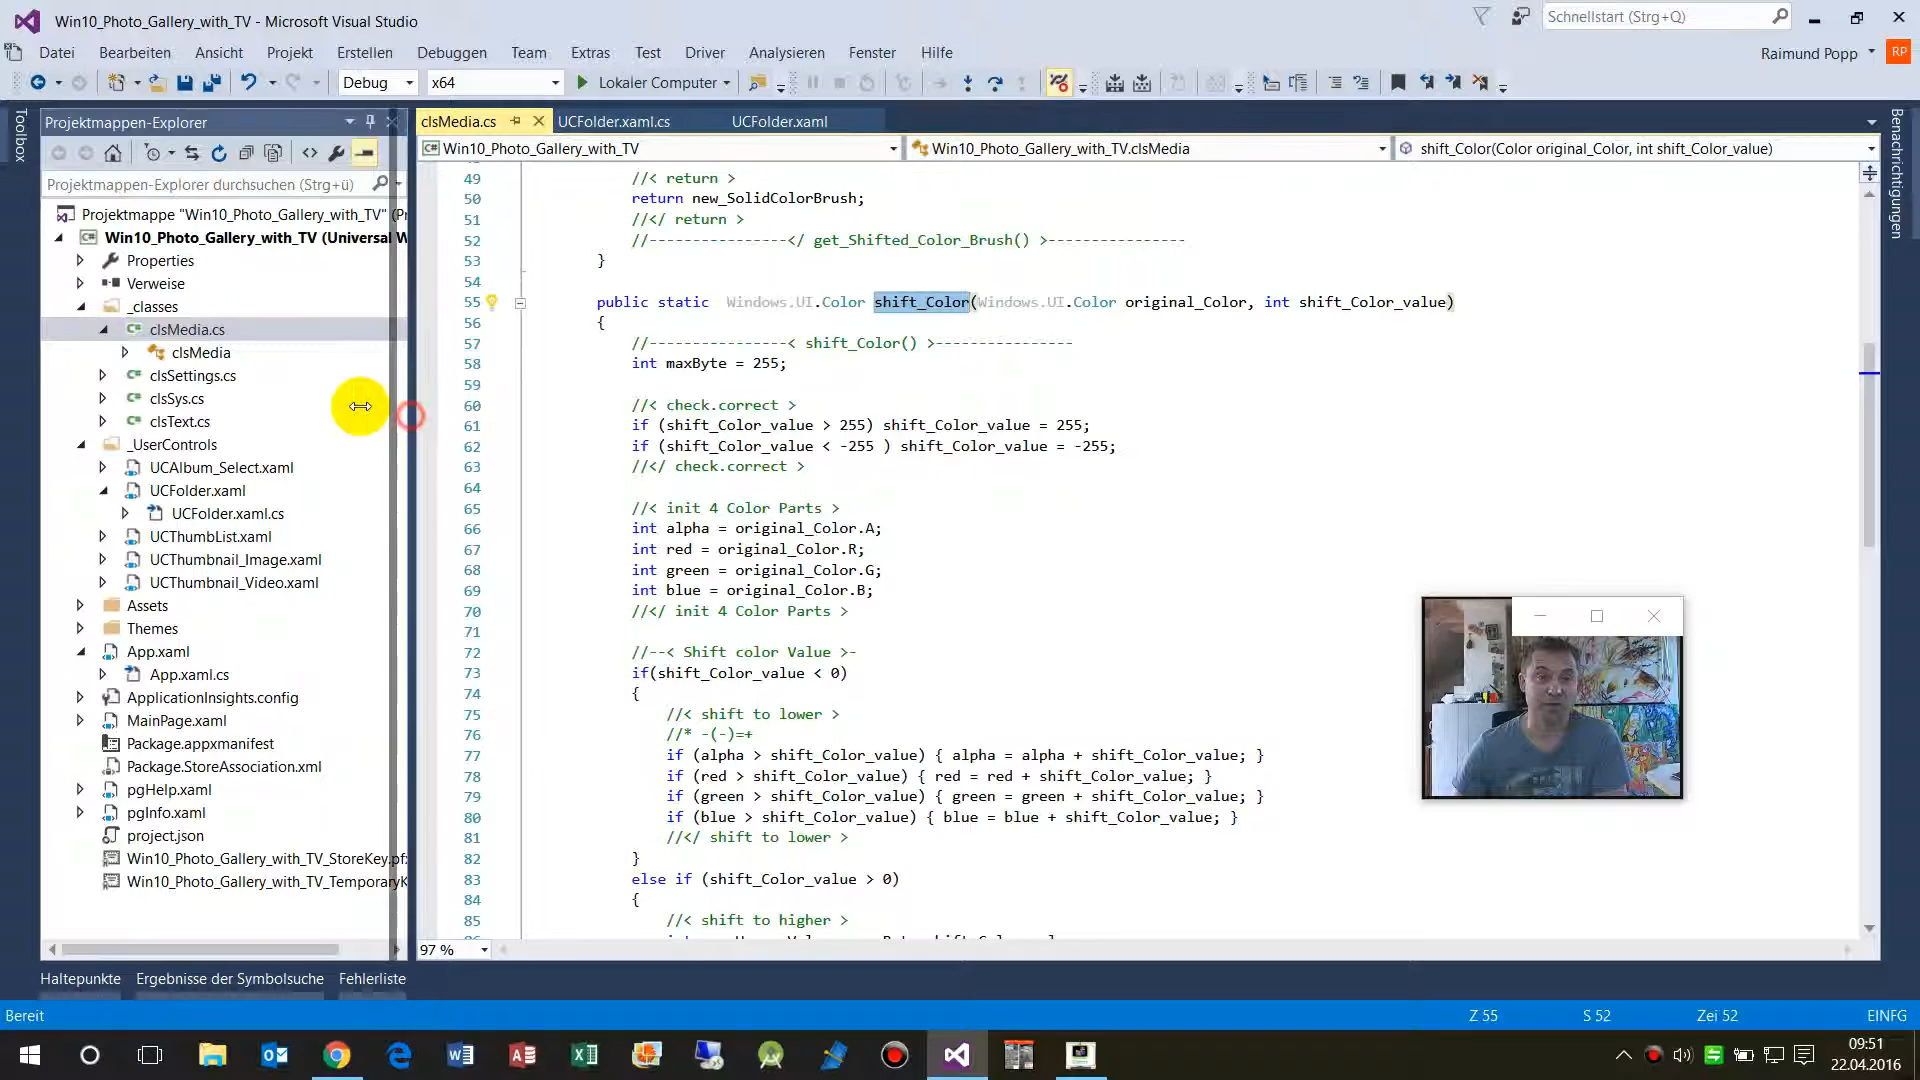 Win10_Photo_Gallery_with_TV - Microsoft Visual Studio
Schnellstart (Strg+Q)
Datei Bearbeiten Ansicht Projekt Erstellen Debuggen Team Extras Test Driver Analysieren Fenster Hilfe
Raimund Popp RP
Debug x64 Lokaler Computer
Toolbox
Projektmappen-Explorer
Projektmappen-Explorer durchsuchen (Strg+ü)
Projektmappe "Win10_Photo_Gallery_with_TV" (Pr
Win10_Photo_Gallery_with_TV (Universal W
Properties
Verweise
_classes
clsMedia.cs
clsMedia
clsSettings.cs
clsSys.cs
clsText.cs
_UserControls
UCAlbum_Select.xaml
UCFolder.xaml
UCFolder.xaml.cs
UCThumbList.xaml
UCThumbnail_Image.xaml
UCThumbnail_Video.xaml
Assets
Themes
App.xaml
App.xaml.cs
ApplicationInsights.config
MainPage.xaml
Package.appxmanifest
Package.StoreAssociation.xml
pgHelp.xaml
pgInfo.xaml
project.json
Win10_Photo_Gallery_with_TV_StoreKey.pfx
Win10_Photo_Gallery_with_TV_TemporaryK
clsMedia.cs UCFolder.xaml.cs UCFolder.xaml
Win10_Photo_Gallery_with_TV Win10_Photo_Gallery_with_TV.clsMedia shift_Color(Color original_Color, int shift_Color_value)
49 //< return >
50 return new_SolidColorBrush;
51 //</ return >
52 //----------------</ get_Shifted_Color_Brush() >----------------
53 }
54
55 public static Windows.UI.Color shift_Color(Windows.UI.Color original_Color, int shift_Color_value)
56 {
57 //----------------< shift_Color() >----------------
58 int maxByte = 255;
59
60 //< check.correct >
61 if (shift_Color_value > 255) shift_Color_value = 255;
62 if (shift_Color_value < -255 ) shift_Color_value = -255;
63 //</ check.correct >
64
65 //< init 4 Color Parts >
66 int alpha = original_Color.A;
67 int red = original_Color.R;
68 int green = original_Color.G;
69 int blue = original_Color.B;
70 //</ init 4 Color Parts >
71
72 //--< Shift color Value >-
73 if(shift_Color_value < 0)
74 {
75 //< shift to lower >
76 //* -(-)=+
77 if (alpha > shift_Color_value) { alpha = alpha + shift_Color_value; }
78 if (red > shift_Color_value) { red = red + shift_Color_value; }
79 if (green > shift_Color_value) { green = green + shift_Color_value; }
80 if (blue > shift_Color_value) { blue = blue + shift_Color_value; }
81 //</ shift to lower >
82 }
83 else if (shift_Color_value > 0)
84 {
85 //< shift to higher >
97 %
Benachrichtigungen
Haltepunkte Ergebnisse der Symbolsuche Fehlerliste
Bereit Z 55 S 52 Zei 52 EINFG
09:51
22.04.2016